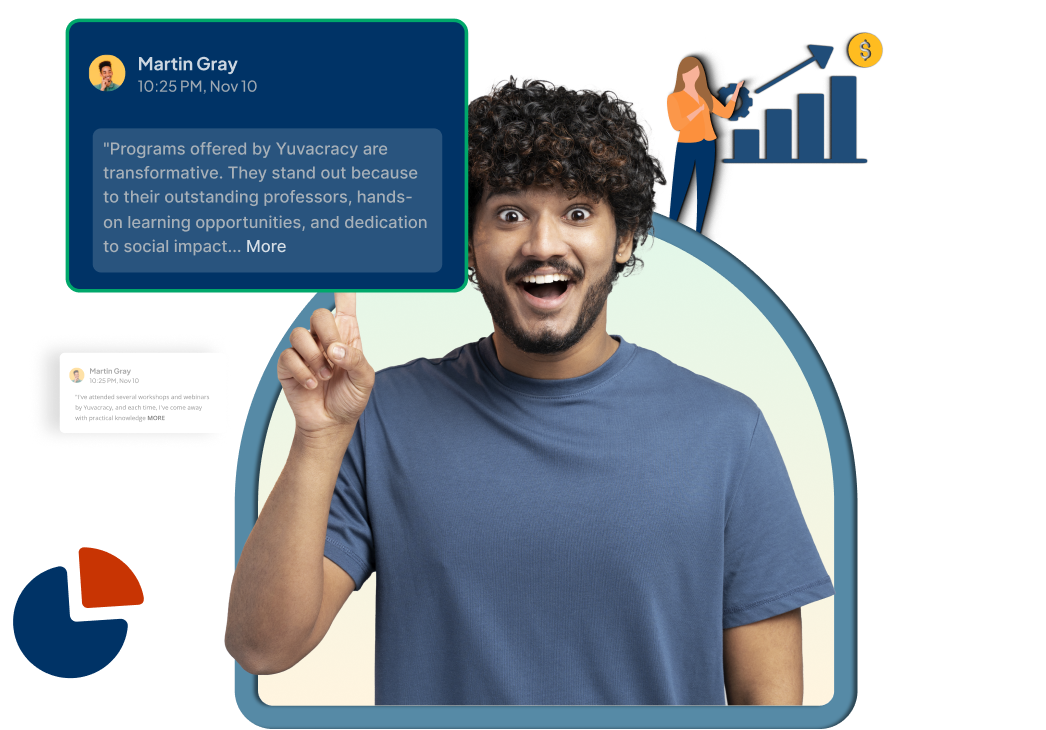 Martin Gray
10:25 PM, Nov 10
"Programs offered by Yuvacracy are
transformative. They stand out because
to their outstanding professors, hands-
on learning opportunities, and dedication
to social impact... More
$
Martin Gray
10:25 PM, Nov 10
"I've attended several workshops and webinars
by Yuvacracy, and each time, I've come away
with practical knowledge MORE